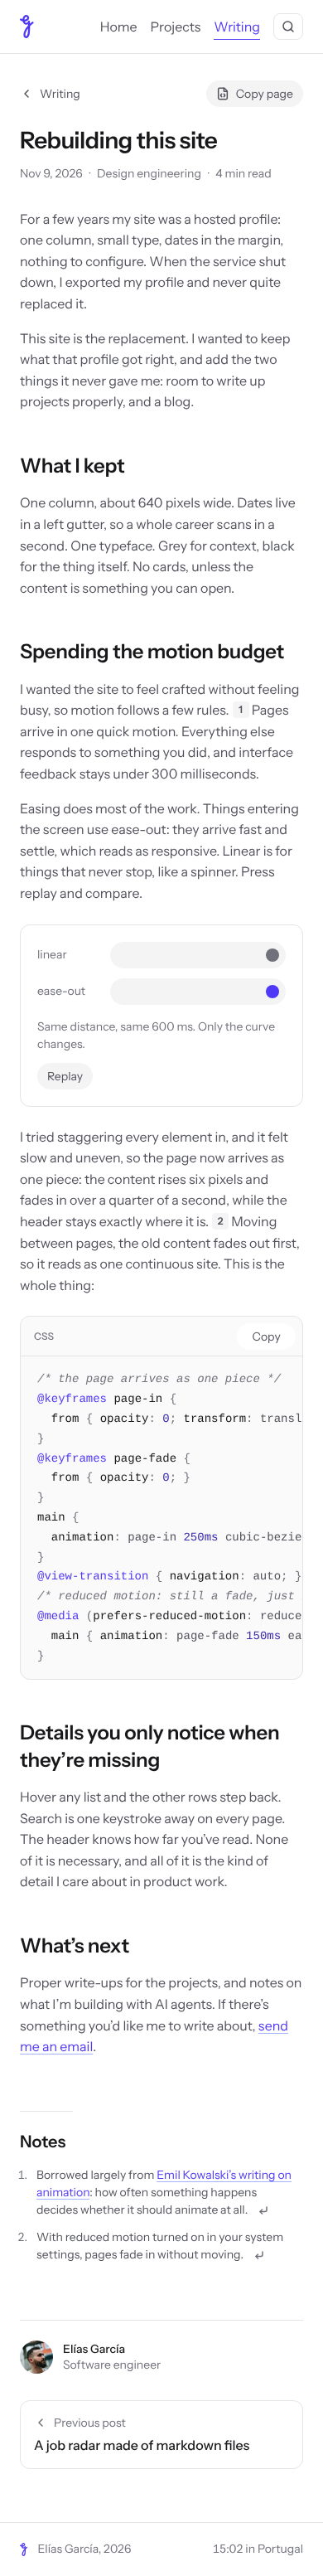 Home Projects Writing
Writing Copy page
Rebuilding this site
Nov 9, 2026 · Design engineering · 4 min read
For a few years my site was a hosted profile:
one column, small type, dates in the margin,
nothing to configure. When the service shut
down, I exported my profile and never quite
replaced it.
This site is the replacement. I wanted to keep
what that profile got right, and add the two
things it never gave me: room to write up
projects properly, and a blog.
What I kept
One column, about 640 pixels wide. Dates live
in a left gutter, so a whole career scans in a
second. One typeface. Grey for context, black
for the thing itself. No cards, unless the
content is something you can open.
Spending the motion budget
I wanted the site to feel crafted without feeling
busy, so motion follows a few rules. 1 Pages
arrive in one quick motion. Everything else
responds to something you did, and interface
feedback stays under 300 milliseconds.
Easing does most of the work. Things entering
the screen use ease-out: they arrive fast and
settle, which reads as responsive. Linear is for
things that never stop, like a spinner. Press
replay and compare.
linear
ease-out
Same distance, same 600 ms. Only the curve
changes.
Replay
I tried staggering every element in, and it felt
slow and uneven, so the page now arrives as
one piece: the content rises six pixels and
fades in over a quarter of a second, while the
header stays exactly where it is. 2 Moving
between pages, the old content fades out first,
so it reads as one continuous site. This is the
whole thing:
CSS Copy
/* the page arrives as one piece */
@keyframes page-in {
from { opacity: 0; transform: transl
}
@keyframes page-fade {
from { opacity: 0; }
}
main {
animation: page-in 250ms cubic-bezie
}
@view-transition { navigation: auto; }
/* reduced motion: still a fade, just
@media (prefers-reduced-motion: reduce
main { animation: page-fade 150ms ea
}
Details you only notice when
they’re missing
Hover any list and the other rows step back.
Search is one keystroke away on every page.
The header knows how far you’ve read. None
of it is necessary, and all of it is the kind of
detail I care about in product work.
What’s next
Proper write-ups for the projects, and notes on
what I’m building with AI agents. If there’s
something you’d like me to write about, send
me an email.
Notes
1. Borrowed largely from Emil Kowalski’s writing on
animation: how often something happens
decides whether it should animate at all. ↵
2. With reduced motion turned on in your system
settings, pages fade in without moving. ↵
Elías García
Software engineer
Previous post
A job radar made of markdown files
Elías García, 2026 15:02 in Portugal